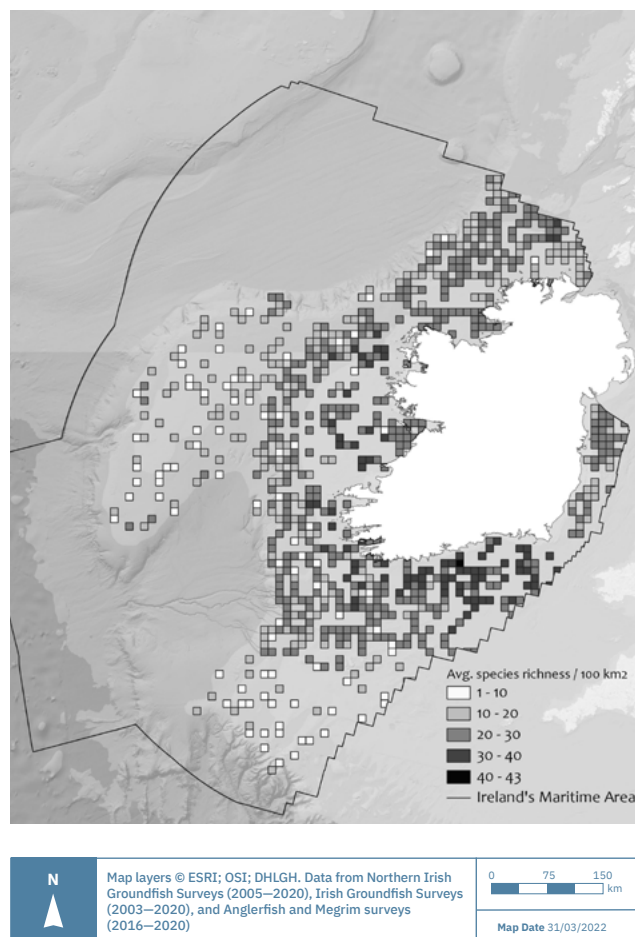 Avg. species richness / 100 km2
1 - 10
10 - 20
20 - 30
30 - 40
40 - 43
Ireland's Maritime Area
N
Map layers © ESRI; OSI; DHLGH. Data from Northern Irish
Groundfish Surveys (2005—2020), Irish Groundfish Surveys
(2003—2020), and Anglerfish and Megrim surveys
(2016—2020)
0 75 150
km
Map Date 31/03/2022